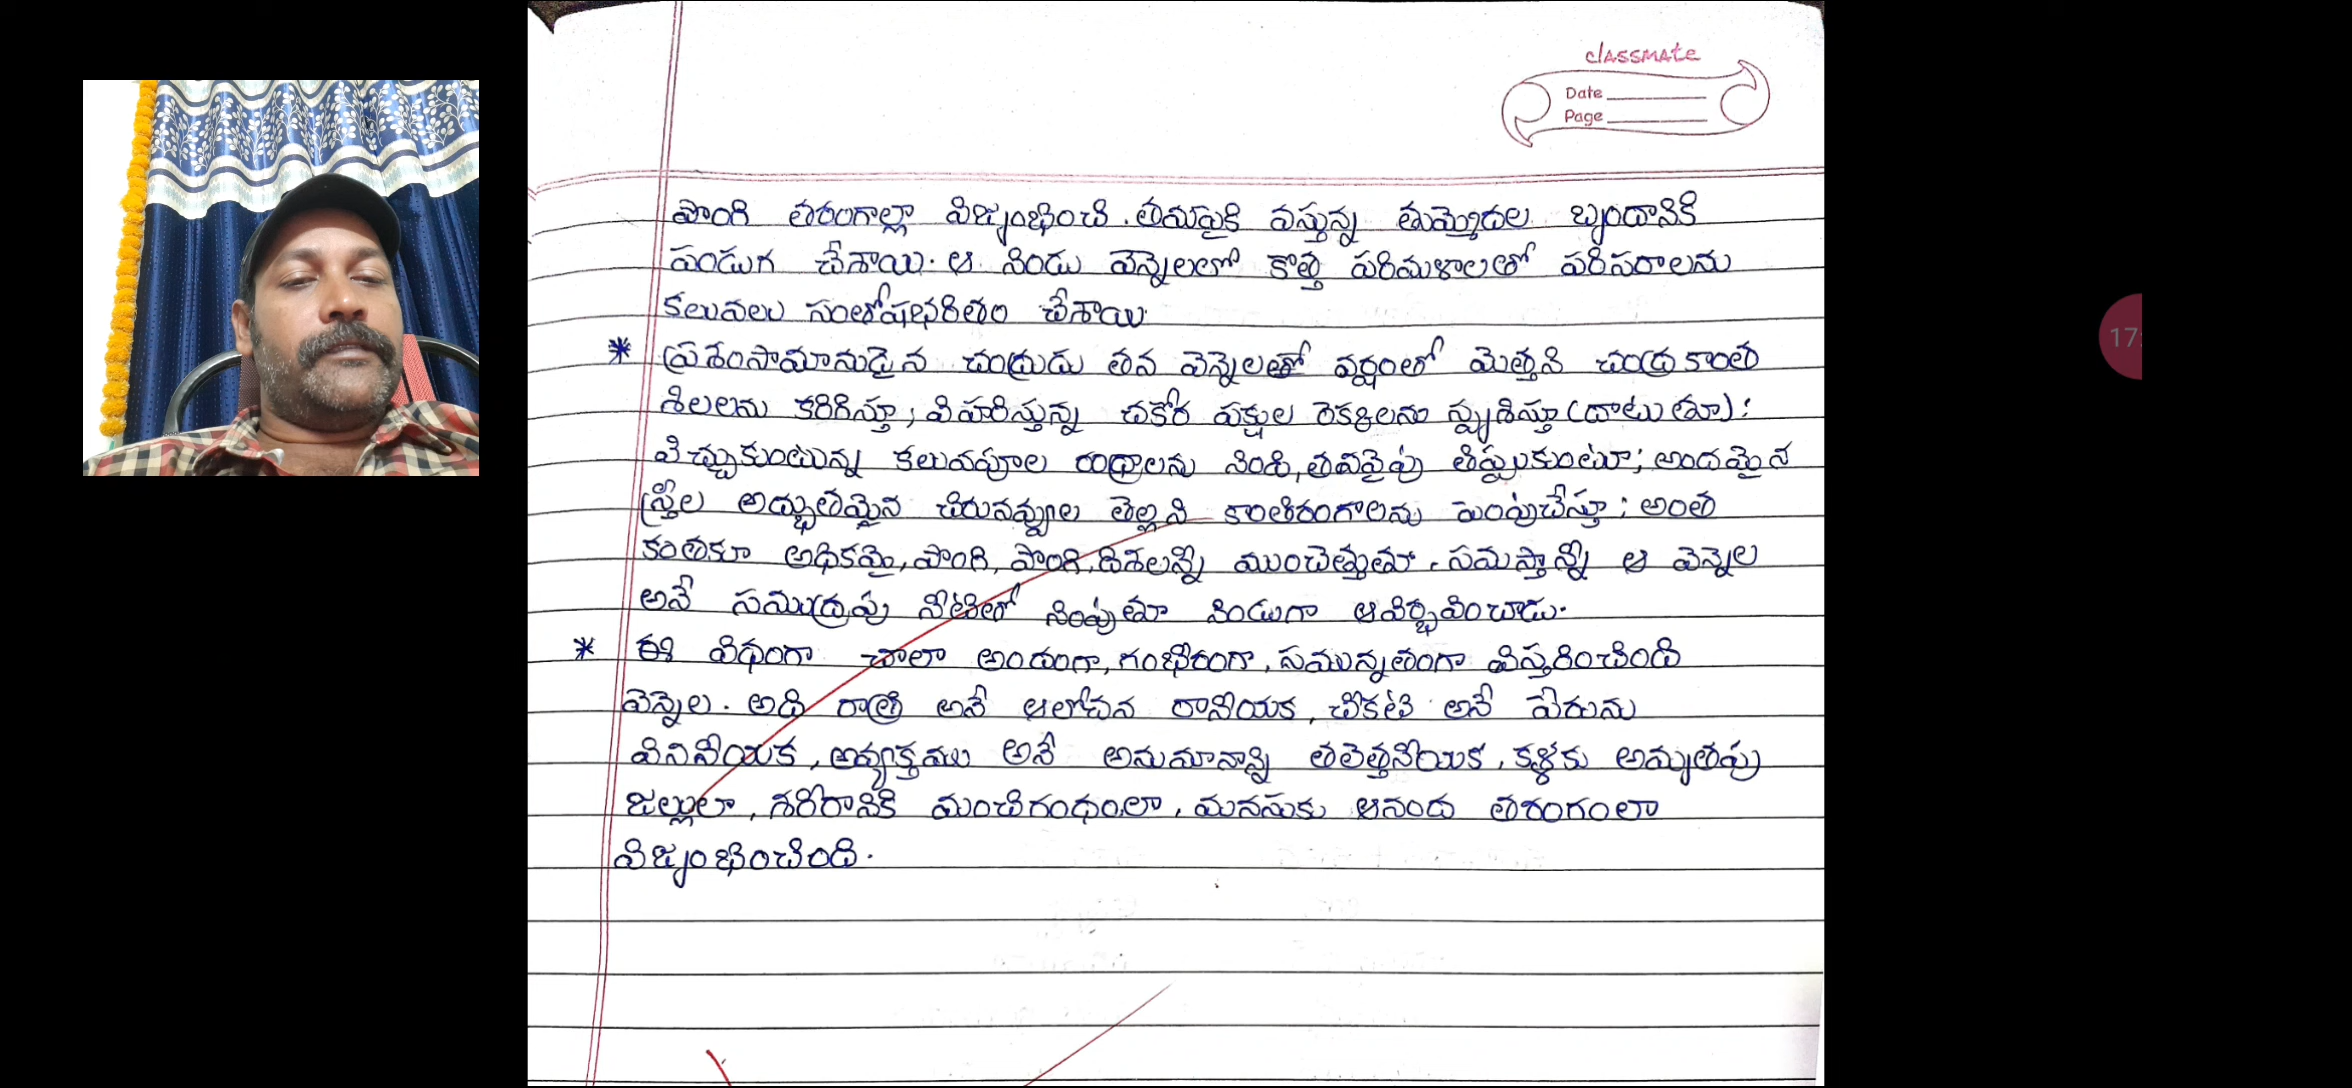 classmate
Date
Page
పొంగి తరంగాల్లా విజృంభించి. తమపైకి వస్తున్న తుమ్మెదల బృందానికి
పండుగ చేశాయి. ఆ నిండు వెన్నెలలో కొత్త పరిమళాలతో పరిసరాలను
కలువలు సంతోషభరితం చేశాయి.
* ప్రశంసామానుడైన చంద్రుడు తన వెన్నెలతో వర్షంతో మెత్తని చంద్రకాంత
శిలలను కరిగిస్తూ; విహరిస్తున్న చకోర పక్షుల రెక్కలను స్పృశిస్తూ (దాటుతూ);
విచ్చుకుంటున్న కలువపూల రంధ్రాలను నిండి, తనవైపు తిప్పుకుంటూ; అందమైన
స్త్రీల అద్భుతమైన చిరునవ్వుల తెల్లని కాంతిరంగాలను పెంపుచేస్తూ; అంత
కంతకూ అధికమై, పొంగి, పొంగి, దిశలన్నీ ముంచెత్తుతూ. సమస్తాన్నీ ఆ వెన్నెల
అనే సముద్రపు నీటితో నింపుతూ నిండుగా ఆవిర్భవించాడు.
* ఈ విధంగా చాలా అందంగా, గంభీరంగా, సమున్నతంగా విస్తరించింది
వెన్నెల. అది రాత్రి అనే ఆలోచన రానీయక, చీకటి అనే పేరును
వినినీయక, అవ్యక్తము అనే అనుమానాన్ని తలెత్తనీయక, కళ్లకు అమృతపు
జల్లులా, శరీరానికి మంచిగంధంలా, మనసుకు ఆనంద తరంగంలా
విజృంభించింది.